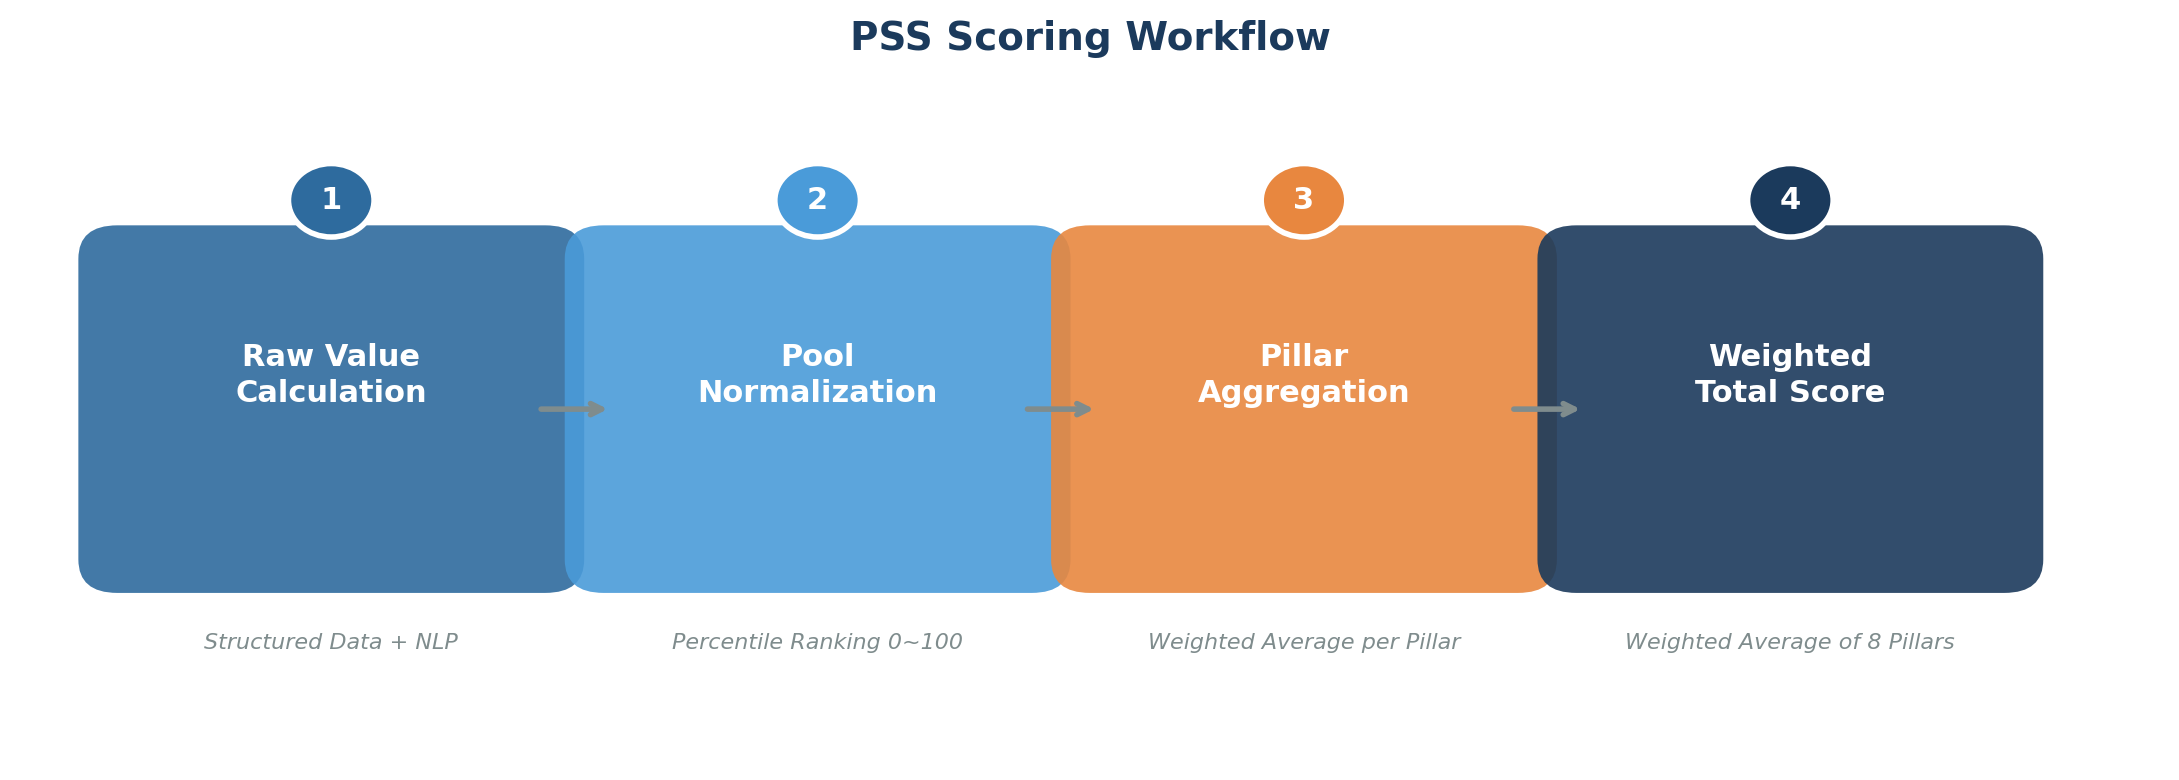 PSS Scoring Workflow
1
2
3
4
Raw Value
Calculation
Pool
Normalization
Pillar
Aggregation
Weighted
Total Score
Structured Data + NLP
Percentile Ranking 0~100
Weighted Average per Pillar
Weighted Average of 8 Pillars